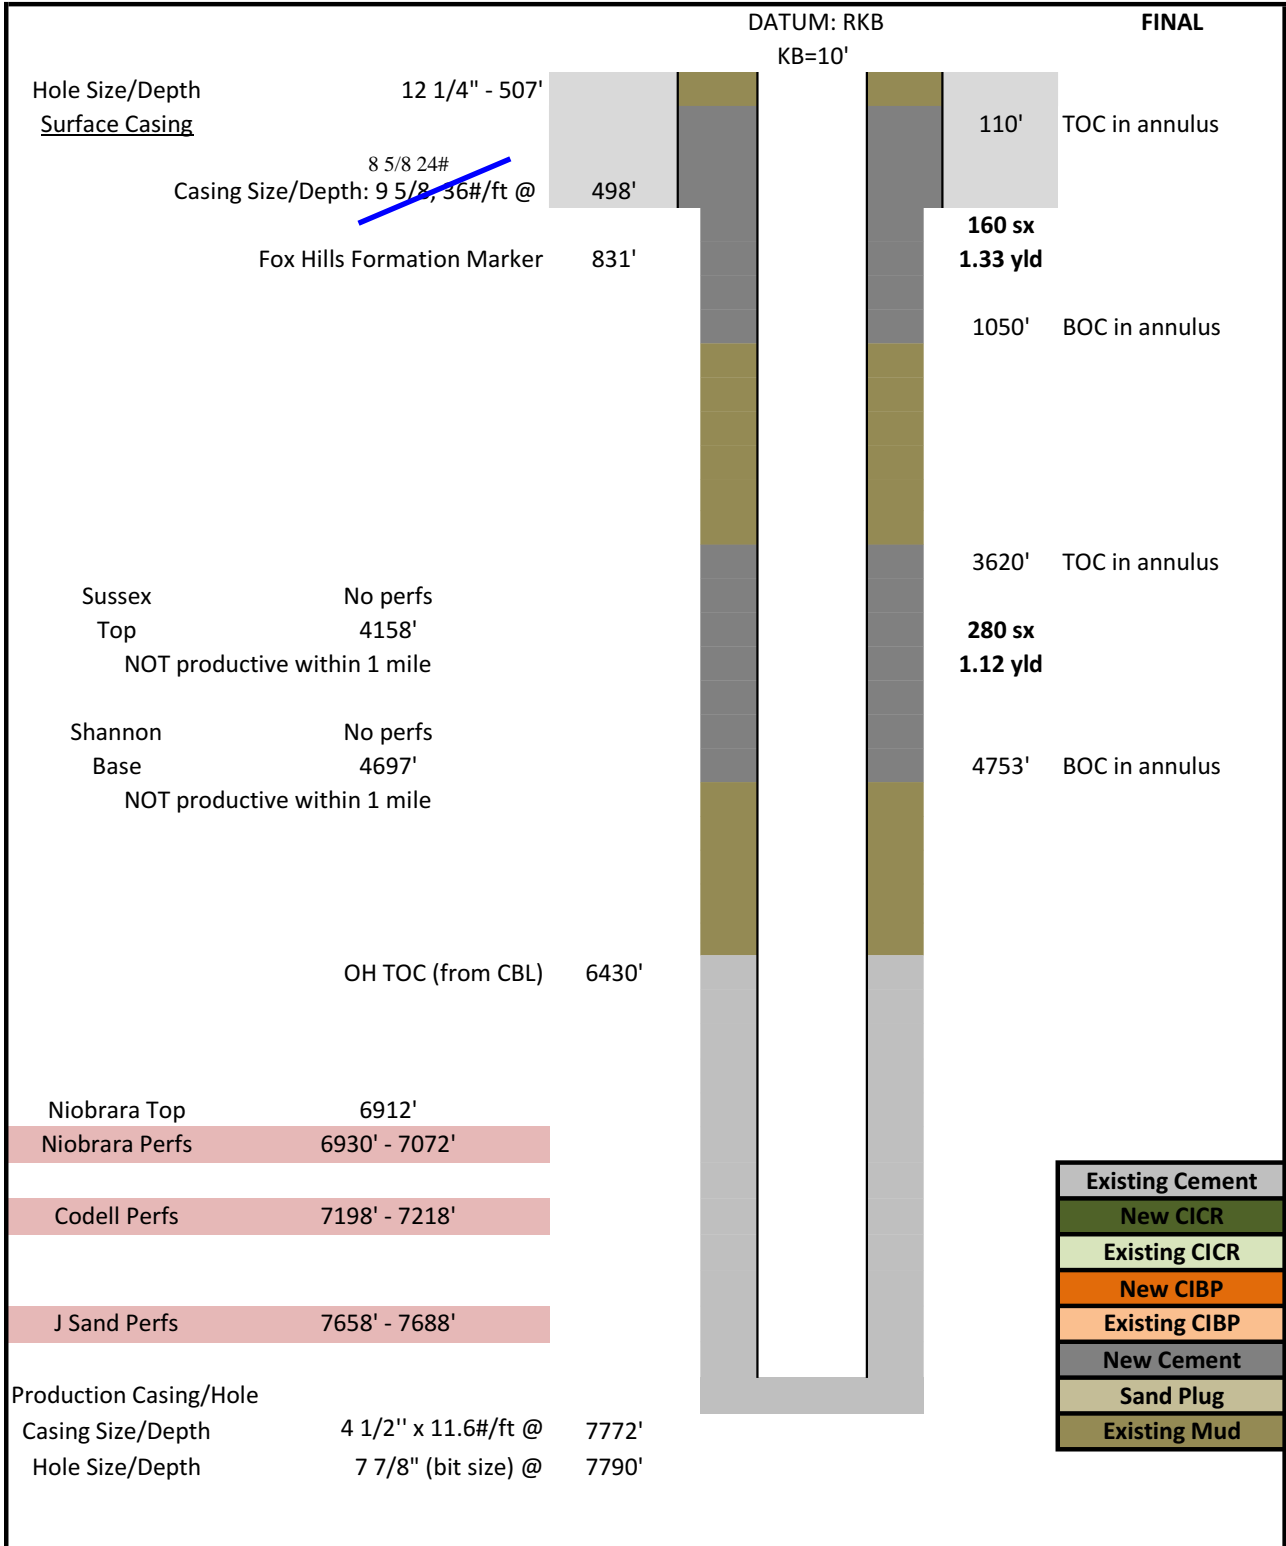 DATUM: RKB FINAL
KB=10'
Hole Size/Depth 12 1/4" - 507'
Surface Casing 110' TOC in annulus
8 5/8 24#
Casing Size/Depth: 9 5/8, 36#/ft @ 498'
160 sx
Fox Hills Formation Marker 831' 1.33 yld
1050' BOC in annulus
3620' TOC in annulus
Sussex No perfs
Top 4158' 280 sx
NOT productive within 1 mile 1.12 yld
Shannon No perfs
Base 4697' 4753' BOC in annulus
NOT productive within 1 mile
OH TOC (from CBL) 6430'
Niobrara Top 6912'
Niobrara Perfs 6930' - 7072'
Existing Cement
Codell Perfs 7198' - 7218' New CICR
Existing CICR
New CIBP
J Sand Perfs 7658' - 7688' Existing CIBP
New Cement
Production Casing/Hole Sand Plug
Casing Size/Depth 4 1/2'' x 11.6#/ft @ 7772' Existing Mud
Hole Size/Depth 7 7/8" (bit size) @ 7790'